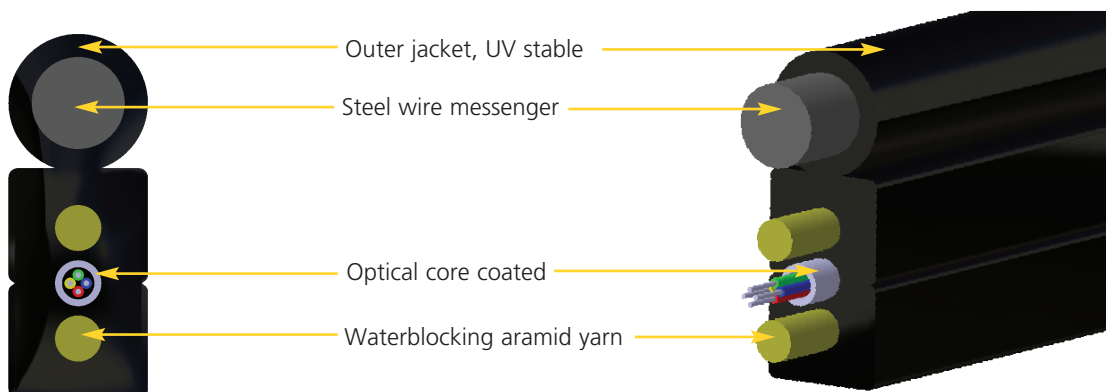 Outer jacket, UV stable
Steel wire messenger
Optical core coated
Waterblocking aramid yarn